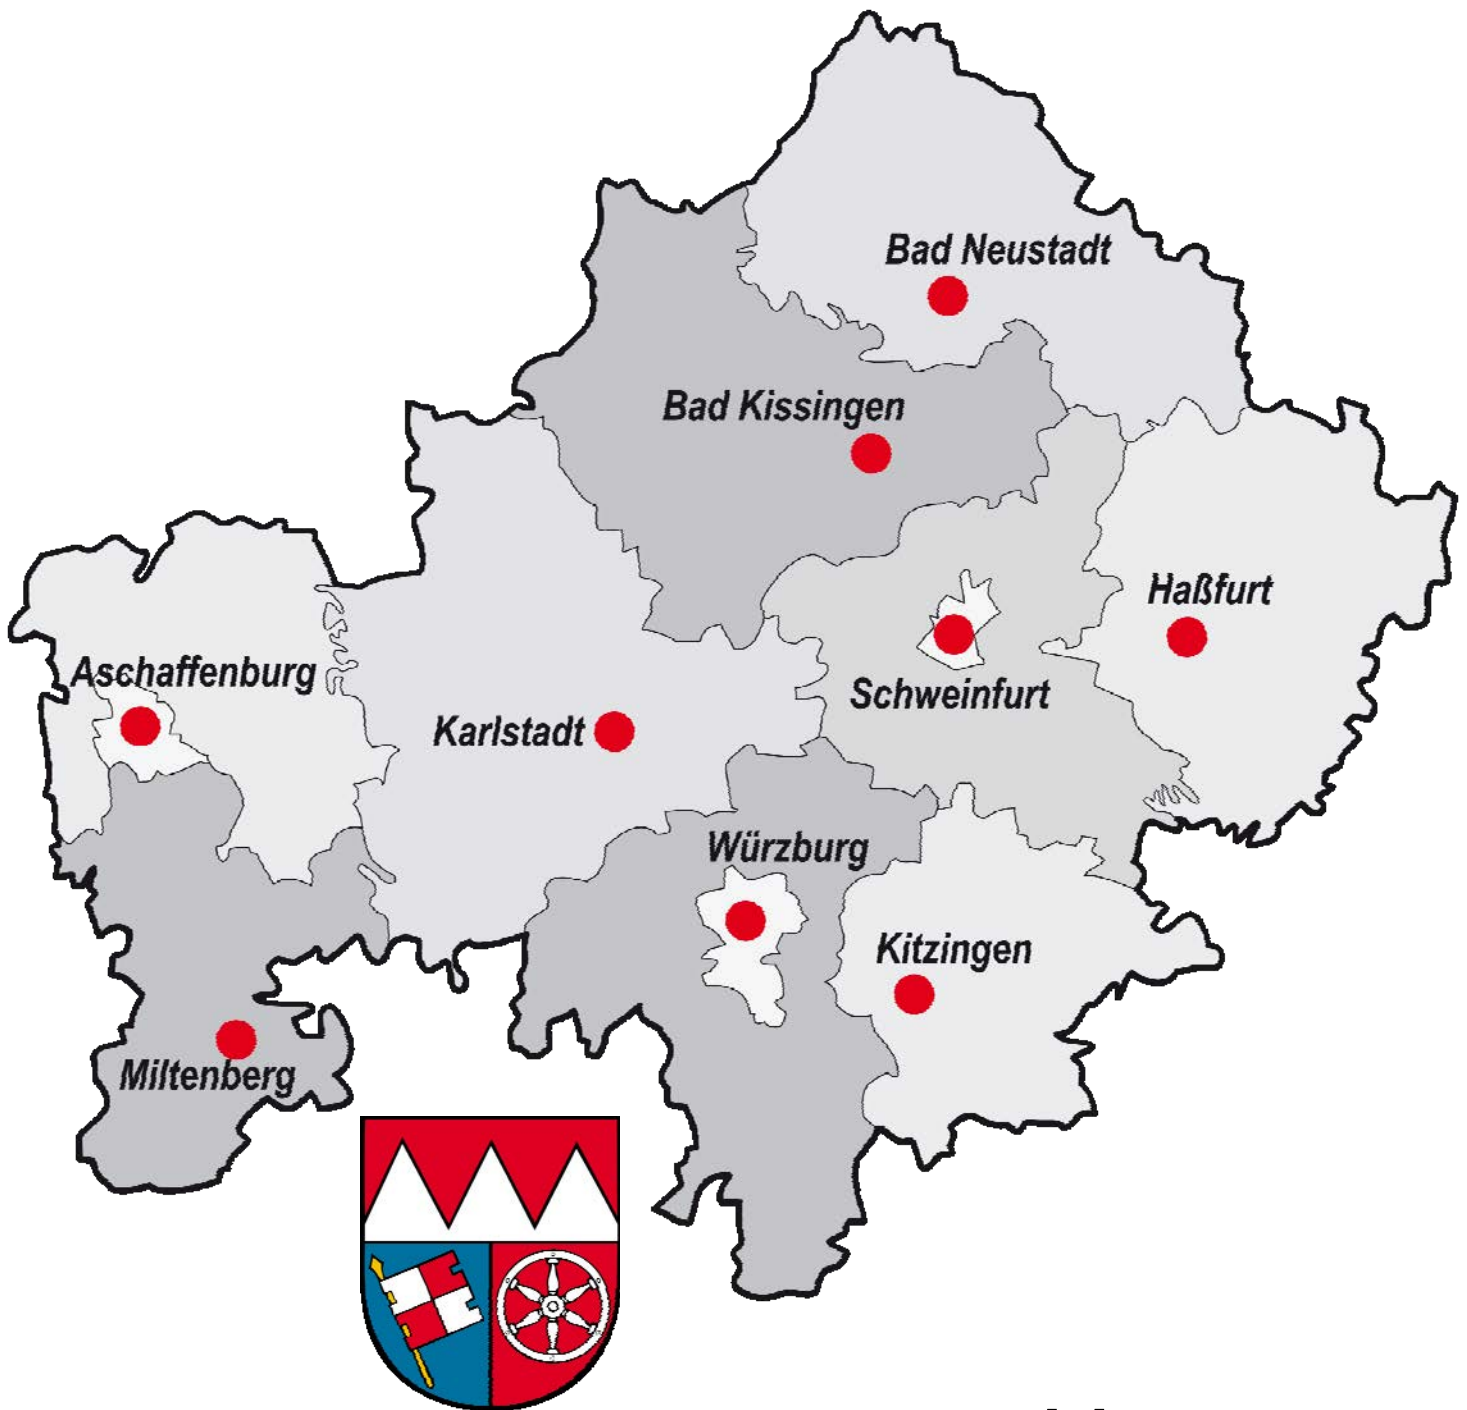 Bad Neustadt
Bad Kissingen
Haßfurt
Aschaffenburg
Schweinfurt
Karlstadt
Würzburg
Kitzingen
Miltenberg